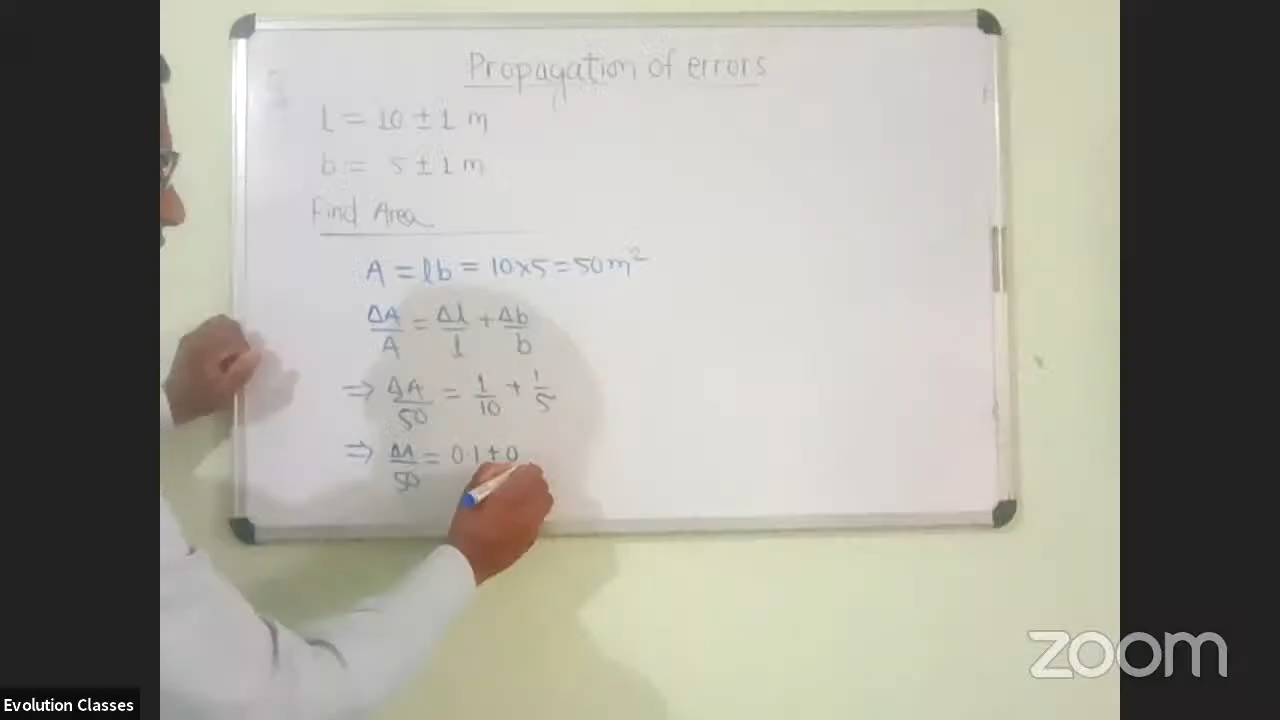 Propagation of errors
l = 10 ± 1 m
b = 5 ± 1 m
Find Area
A = lb = 10×5 = 50 m²
ΔA/A = Δl/l + Δb/b
⇒ ΔA/50 = 1/10 + 1/5
⇒ ΔA/50 = 0.1 + 0
zoom
Evolution Classes